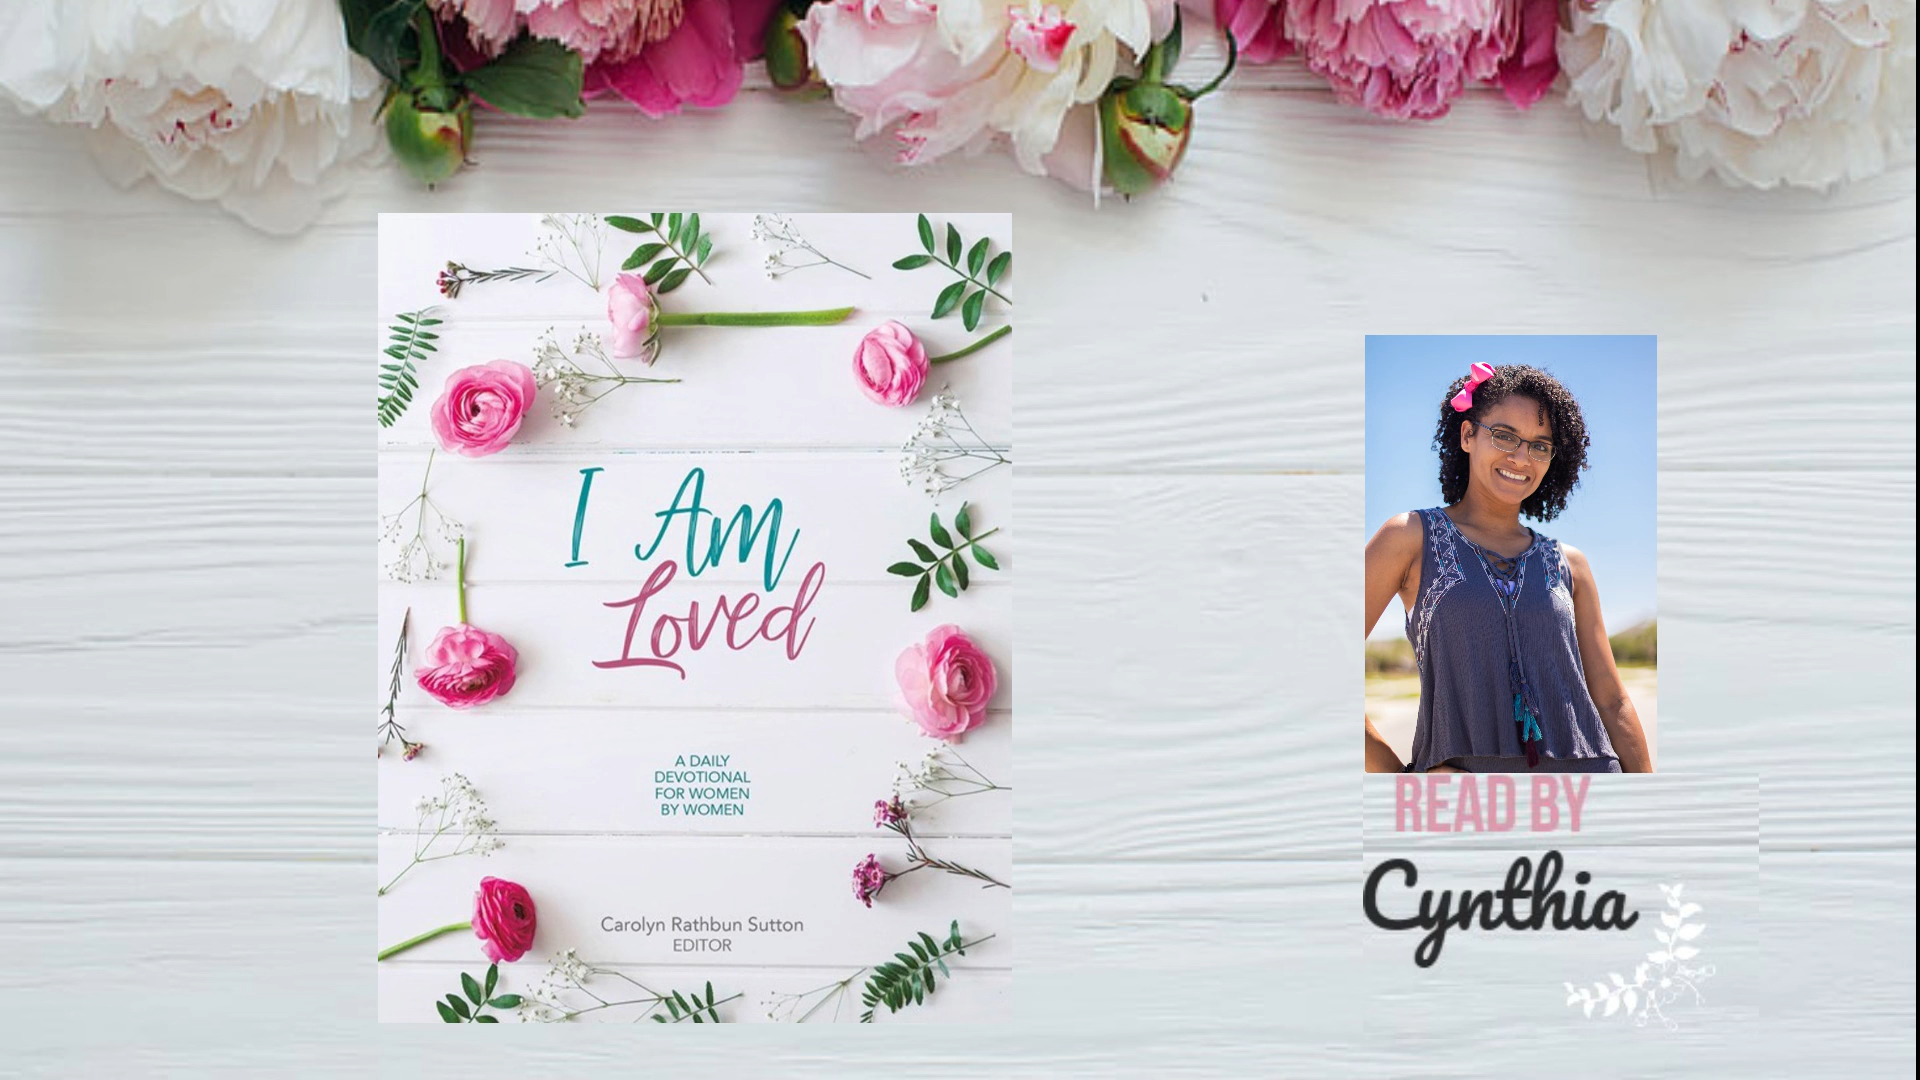 I Am
Loved
A DAILY
DEVOTIONAL
FOR WOMEN
BY WOMEN
Carolyn Rathbun Sutton
EDITOR
READ BY
Cynthia